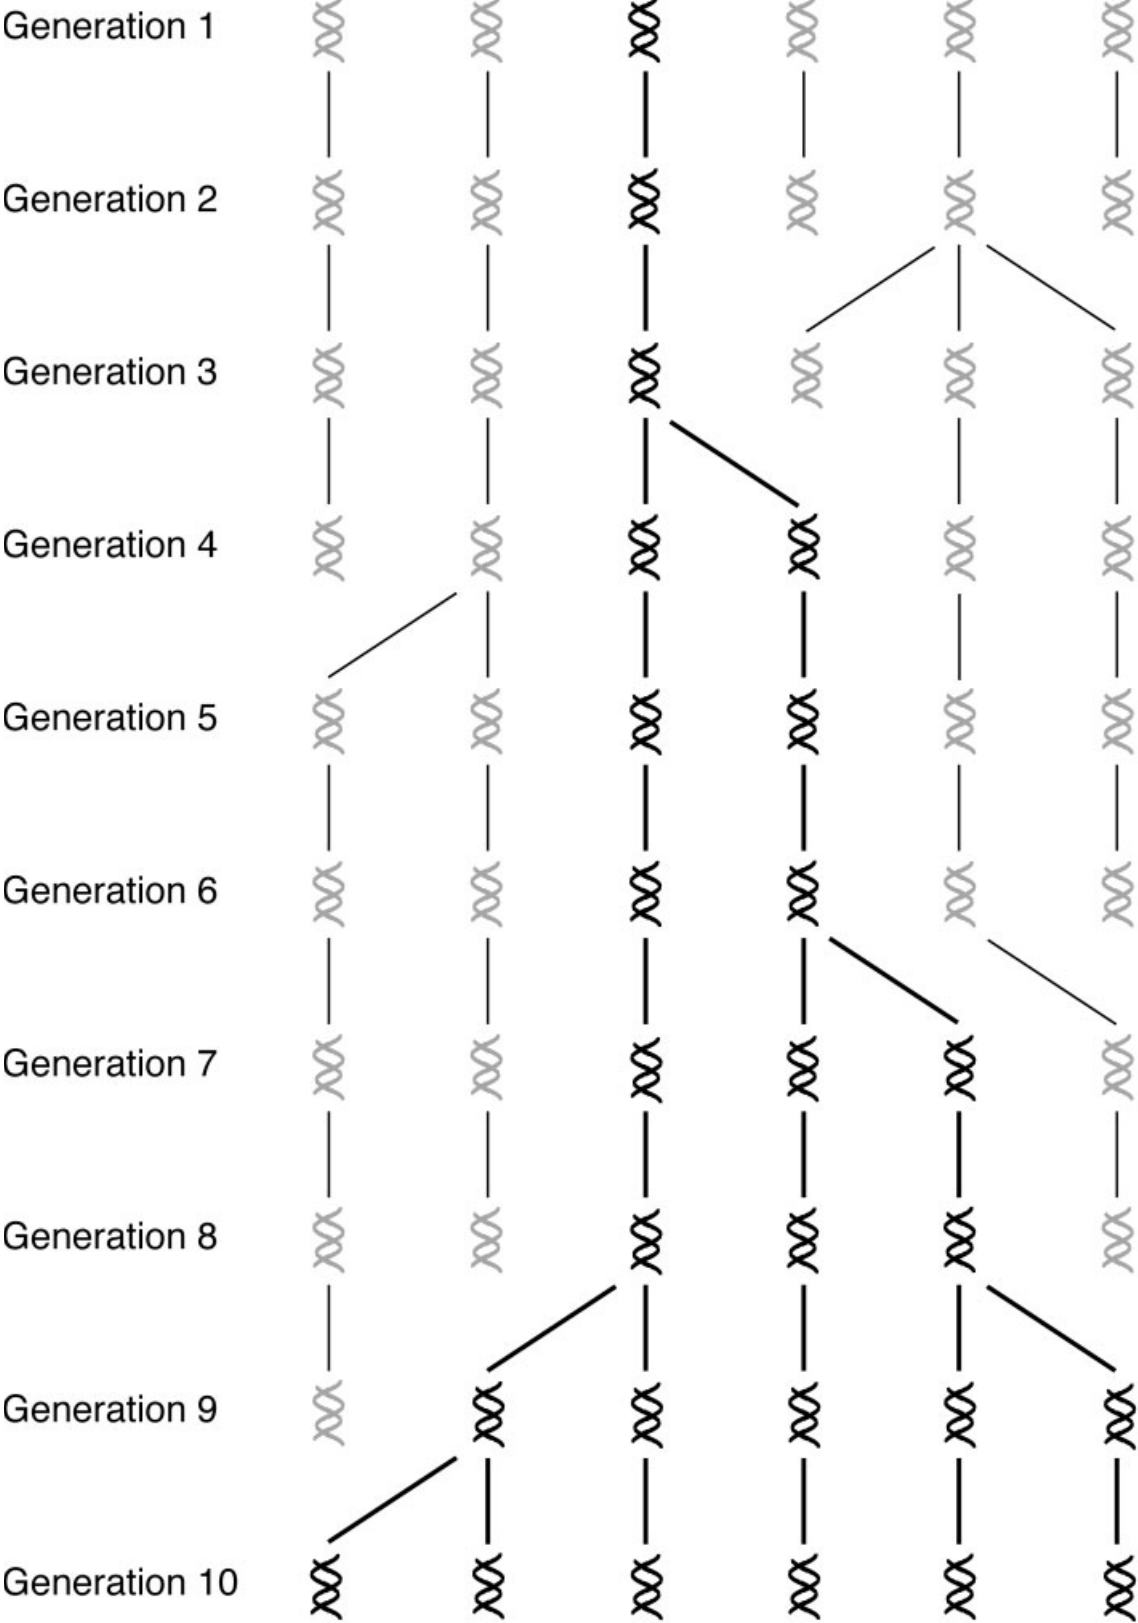 Generation 1
Generation 2
Generation 3
Generation 4
Generation 5
Generation 6
Generation 7
Generation 8
Generation 9
Generation 10